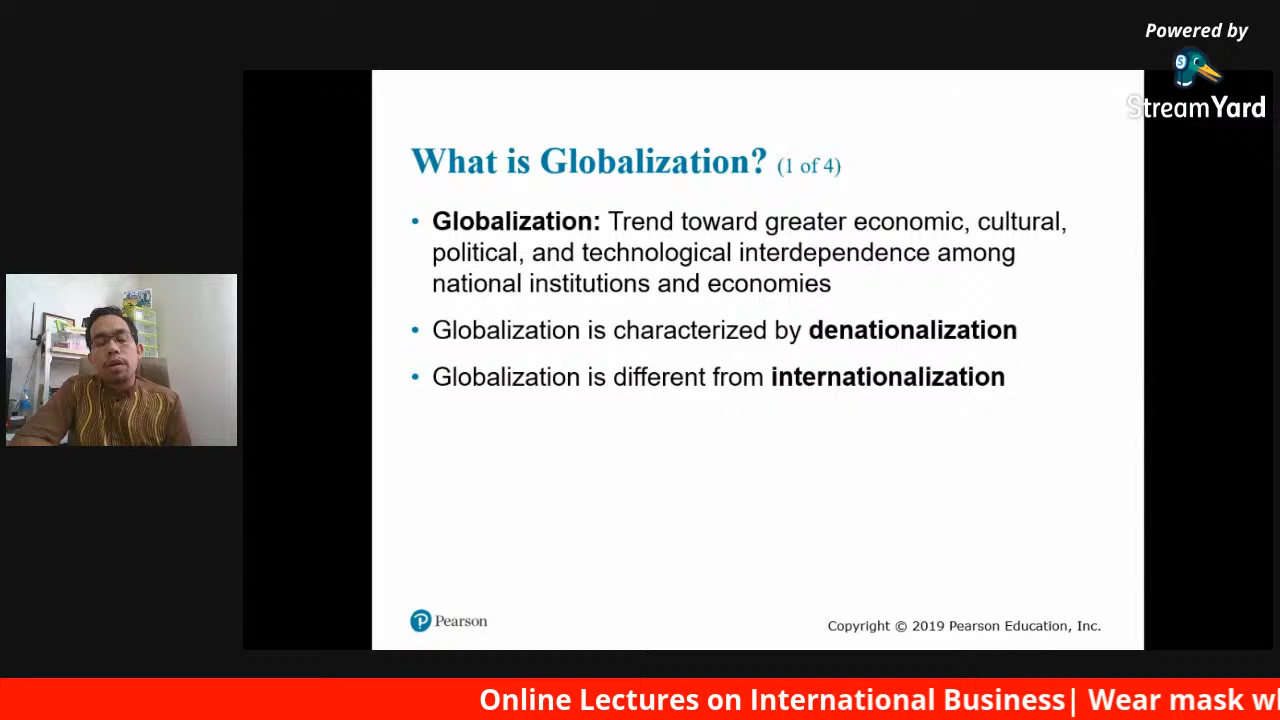 Powered by
StreamYard
What is Globalization? (1 of 4)
• Globalization: Trend toward greater economic, cultural,
political, and technological interdependence among
national institutions and economies
• Globalization is characterized by denationalization
• Globalization is different from internationalization
Pearson
Copyright © 2019 Pearson Education, Inc.
Online Lectures on International Business| Wear mask wh